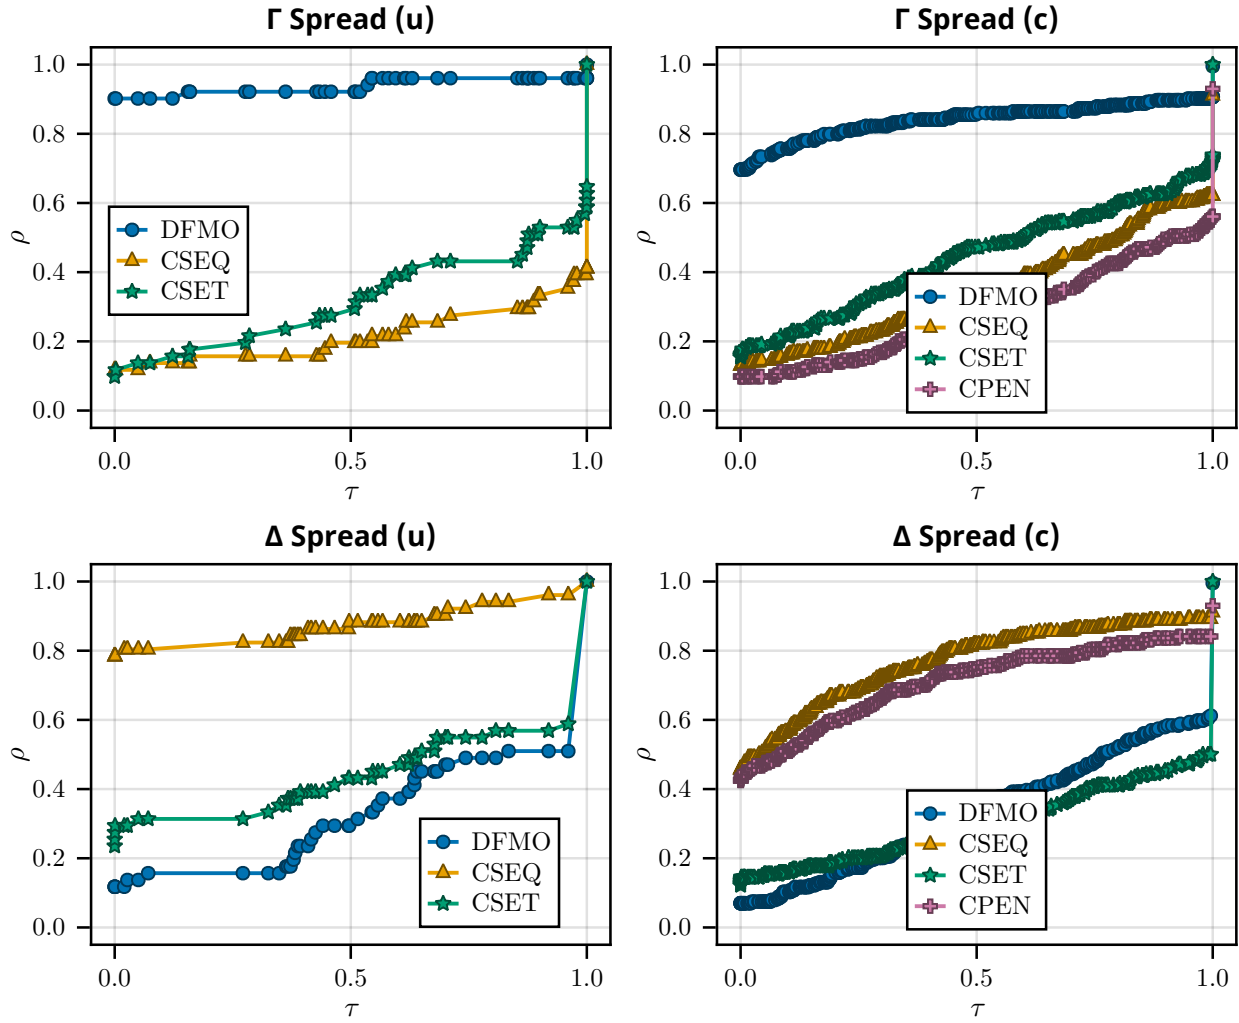 Γ Spread (u)
1.0
0.8
0.6
0.4
0.2
0.0
ρ
DFMO
CSEQ
CSET
0.0 0.5 1.0
τ
Γ Spread (c)
1.0
0.8
0.6
0.4
0.2
0.0
ρ
DFMO
CSEQ
CSET
CPEN
0.0 0.5 1.0
τ
Δ Spread (u)
1.0
0.8
0.6
0.4
0.2
0.0
ρ
DFMO
CSEQ
CSET
0.0 0.5 1.0
τ
Δ Spread (c)
1.0
0.8
0.6
0.4
0.2
0.0
ρ
DFMO
CSEQ
CSET
CPEN
0.0 0.5 1.0
τ